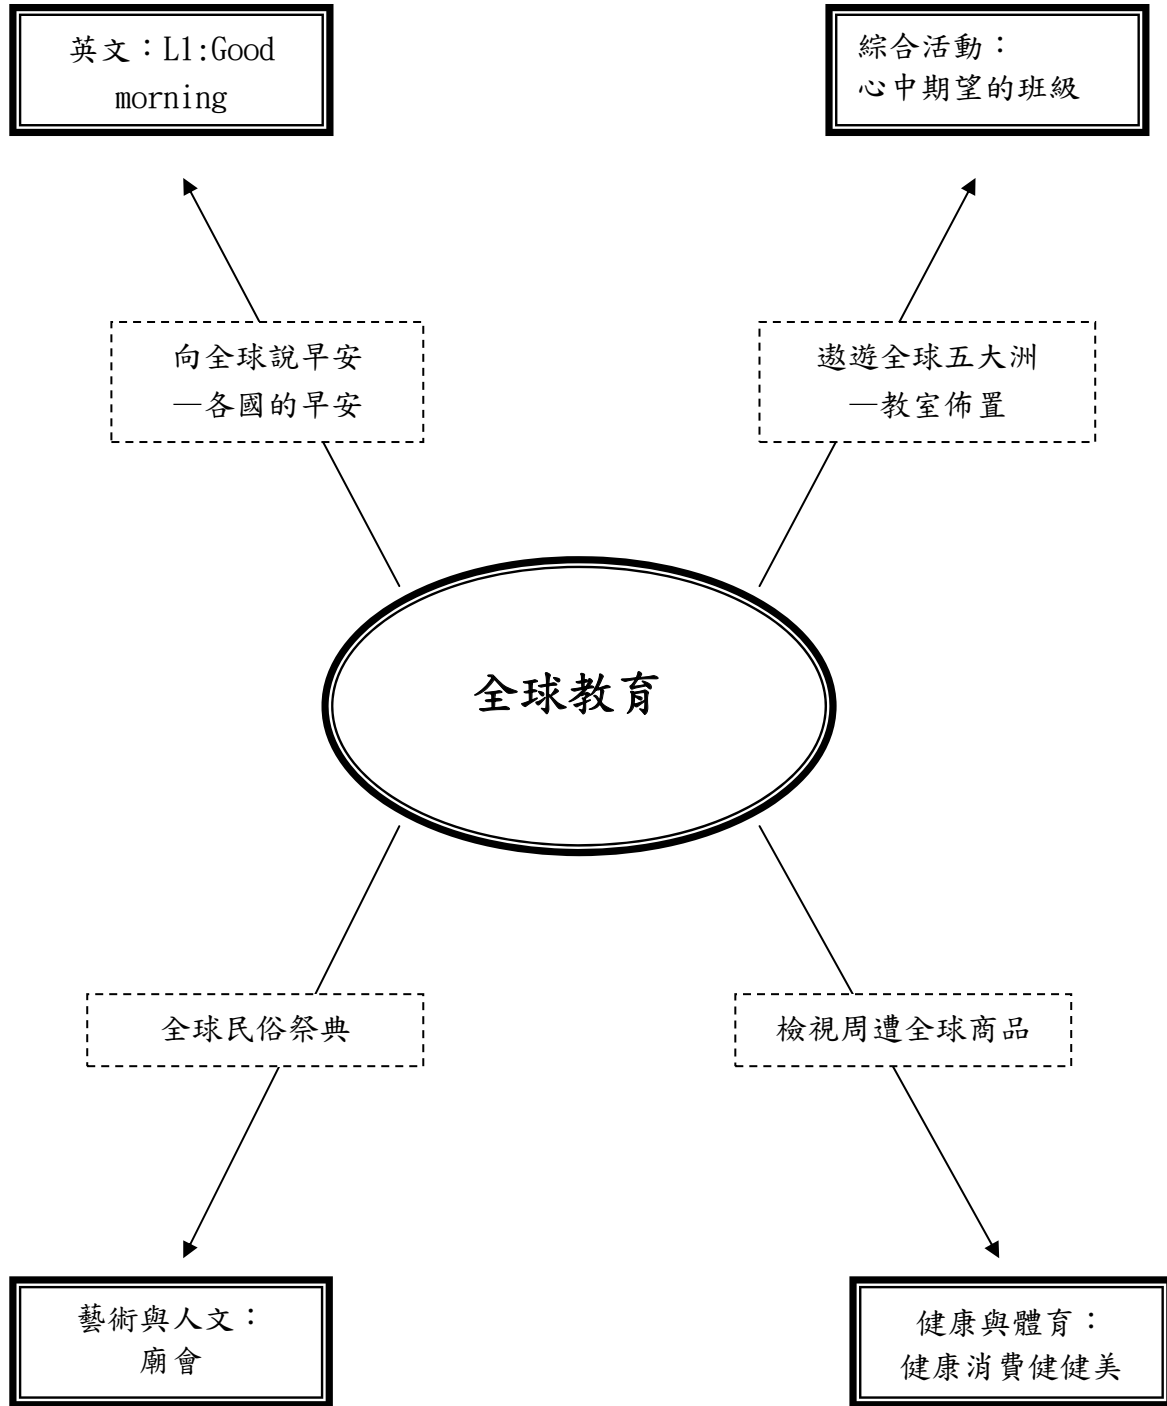 英文：L1:Good
morning
綜合活動：
心中期望的班級
向全球說早安
—各國的早安
遨遊全球五大洲
—教室佈置
全球教育
全球民俗祭典
檢視周遭全球商品
藝術與人文：
廟會
健康與體育：
健康消費健健美